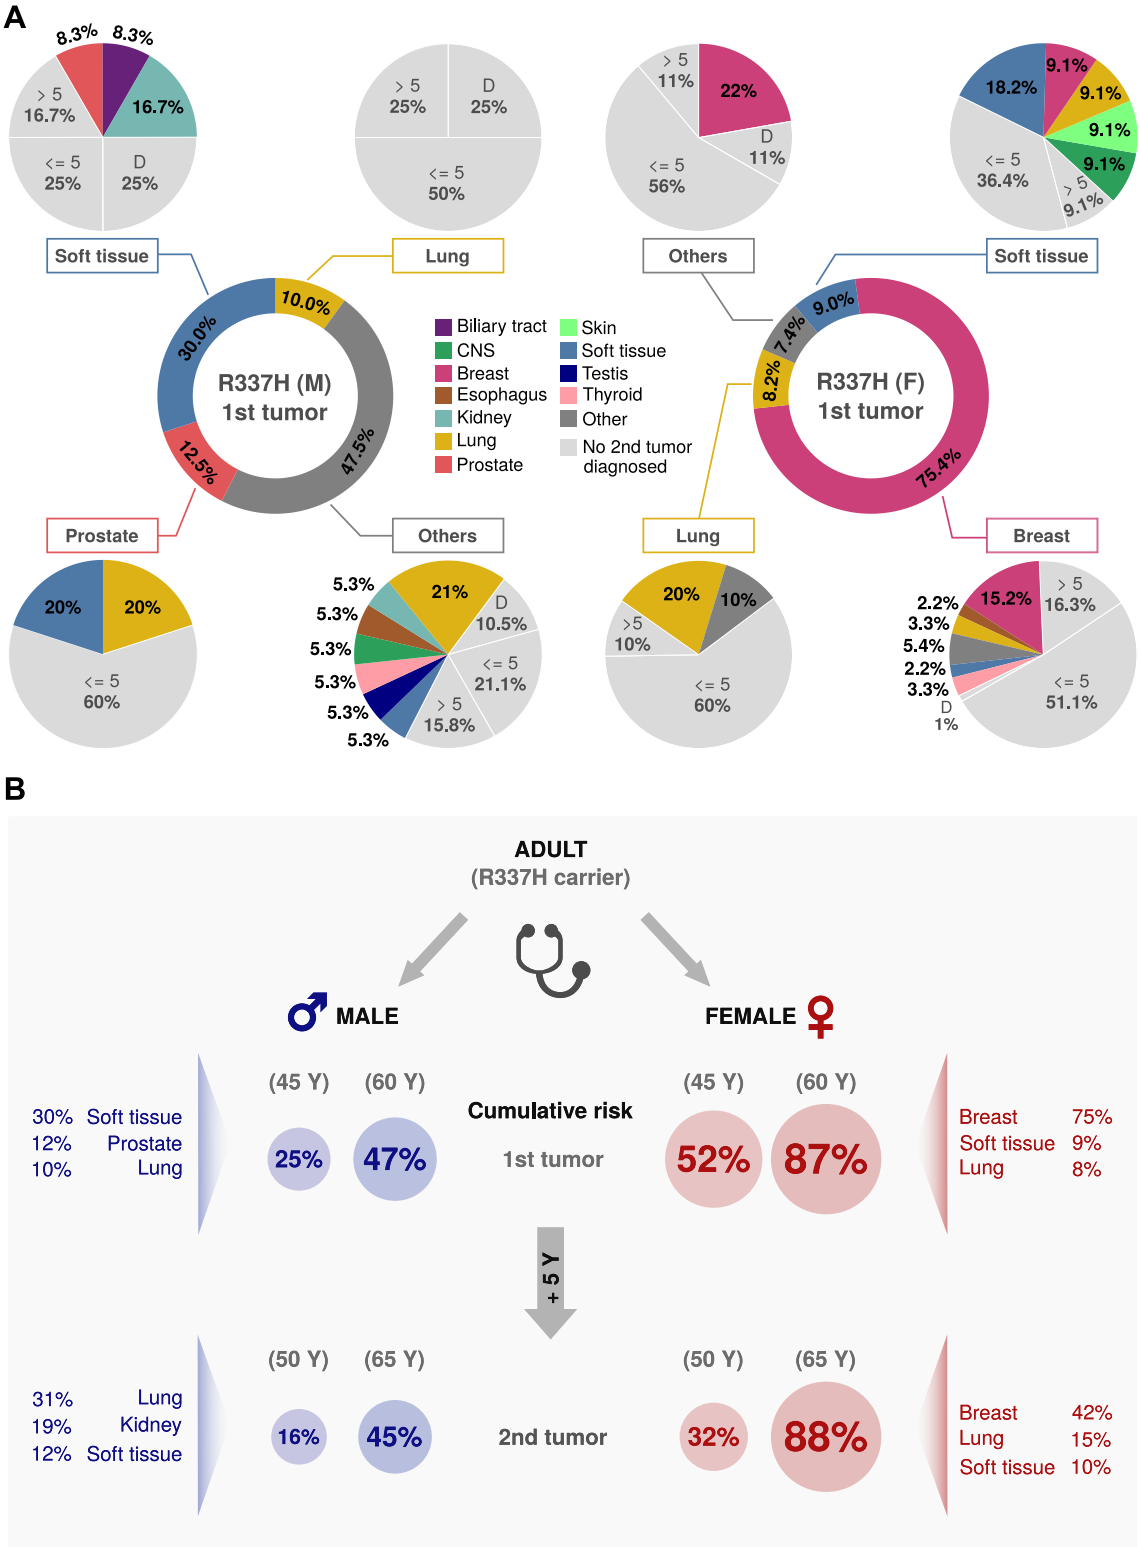 A
8.3%
8.3%
> 5
16.7%
16.7%
<= 5
25%
D
25%
> 5
25%
D
25%
<= 5
50%
> 5
11%
22%
D
11%
<= 5
56%
18.2%
9.1%
9.1%
9.1%
9.1%
> 5
9.1%
<= 5
36.4%
Soft tissue
Lung
Others
Soft tissue
30.0%
10.0%
47.5%
12.5%
R337H (M)
1st tumor
Biliary tract
CNS
Breast
Esophagus
Kidney
Lung
Prostate
Skin
Soft tissue
Testis
Thyroid
Other
No 2nd tumor
diagnosed
9.0%
7.4%
8.2%
75.4%
R337H (F)
1st tumor
Prostate
Others
Lung
Breast
20%
20%
<= 5
60%
5.3%
5.3%
5.3%
5.3%
5.3%
5.3%
21%
D
10.5%
<= 5
21.1%
> 5
15.8%
20%
10%
>5
10%
<= 5
60%
2.2%
3.3%
5.4%
2.2%
3.3%
D
1%
15.2%
> 5
16.3%
<= 5
51.1%
B
ADULT
(R337H carrier)
MALE
FEMALE
(45 Y)
(60 Y)
(45 Y)
(60 Y)
Cumulative risk
30% Soft tissue
12% Prostate
10% Lung
25%
47%
1st tumor
52%
87%
Breast 75%
Soft tissue 9%
Lung 8%
+ 5 Y
(50 Y)
(65 Y)
(50 Y)
(65 Y)
31% Lung
19% Kidney
12% Soft tissue
16%
45%
2nd tumor
32%
88%
Breast 42%
Lung 15%
Soft tissue 10%